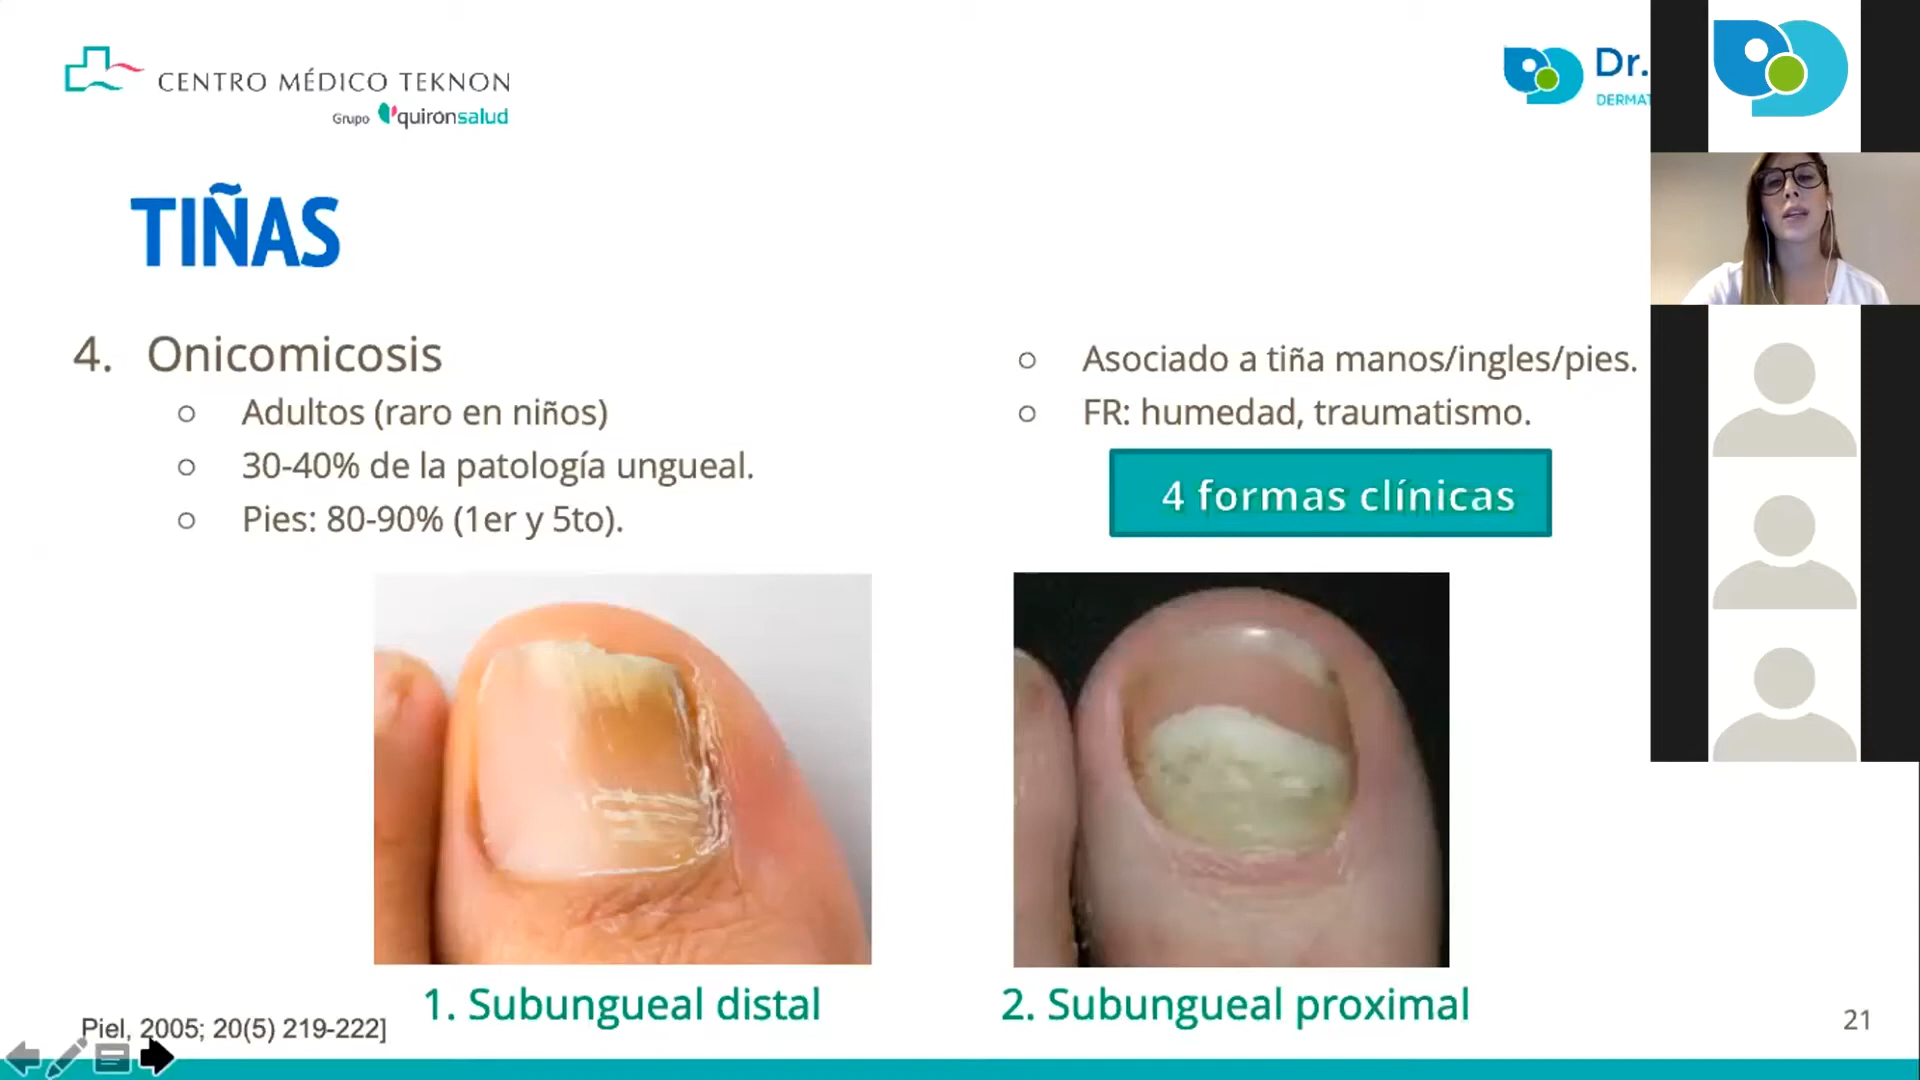 CENTRO MÉDICO TEKNON
Grupo quironsalud
Dr.
DERMAT
TIÑAS
4. Onicomicosis
○ Adultos (raro en niños)
○ 30-40% de la patología ungueal.
○ Pies: 80-90% (1er y 5to).
○ Asociado a tiña manos/ingles/pies.
○ FR: humedad, traumatismo.
4 formas clínicas
1. Subungueal distal
2. Subungueal proximal
Piel, 2005; 20(5) 219-222]
21